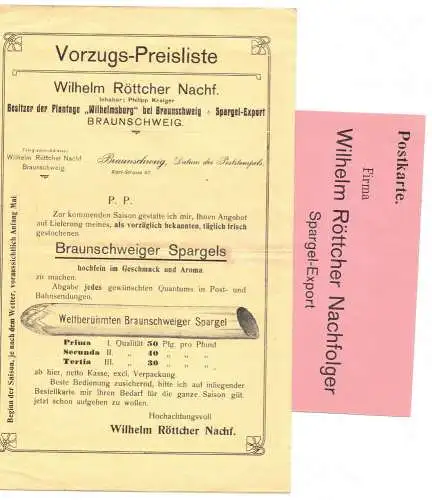 Vorzugs-Preisliste
Wilhelm Röttcher Nachf.
Inhaber: Philipp Kraiger
Besitzer der Plantage „Wilhelmsburg" bei Braunschweig + Spargel-Export
BRAUNSCHWEIG.
Telegramm-Adresse:
Wilhelm Röttcher Nachf
Braunschweig.
Braunschweig, Datum des Poststempels.
P. P.
Zur kommenden Saison gestatte ich mir, Ihnen Angebot
auf Lieferung meines, als vorzüglich bekannten, täglich frisch
gestochenen
Braunschweiger Spargels
hochfein im Geschmack und Aroma
zu machen.
Abgabe jedes gewünschten Quantums in Post- und
Bahnsendungen.
Weltberühmten Braunschweiger Spargel
Prima I. Qualität 50 Pfg. pro Pfund
Secunda II. „ 40 „ „ „
Tertia III. „ 30 „ „ „
ab hier, netto Kasse, excl. Verpackung.
Beste Bedienung zusichernd, bitte ich auf inliegender
Bestellkarte mir Ihren Bedarf für die ganze Saison gütl
jetzt schon aufgeben zu wollen.
Hochachtungsvoll
Wilhelm Röttcher Nachf.
Beginn der Saison, je nach dem Wetter, voraussichtlich Anfang Mai
Postkarte.
Firma
Wilhelm Röttcher Nachfolger
Spargel-Export